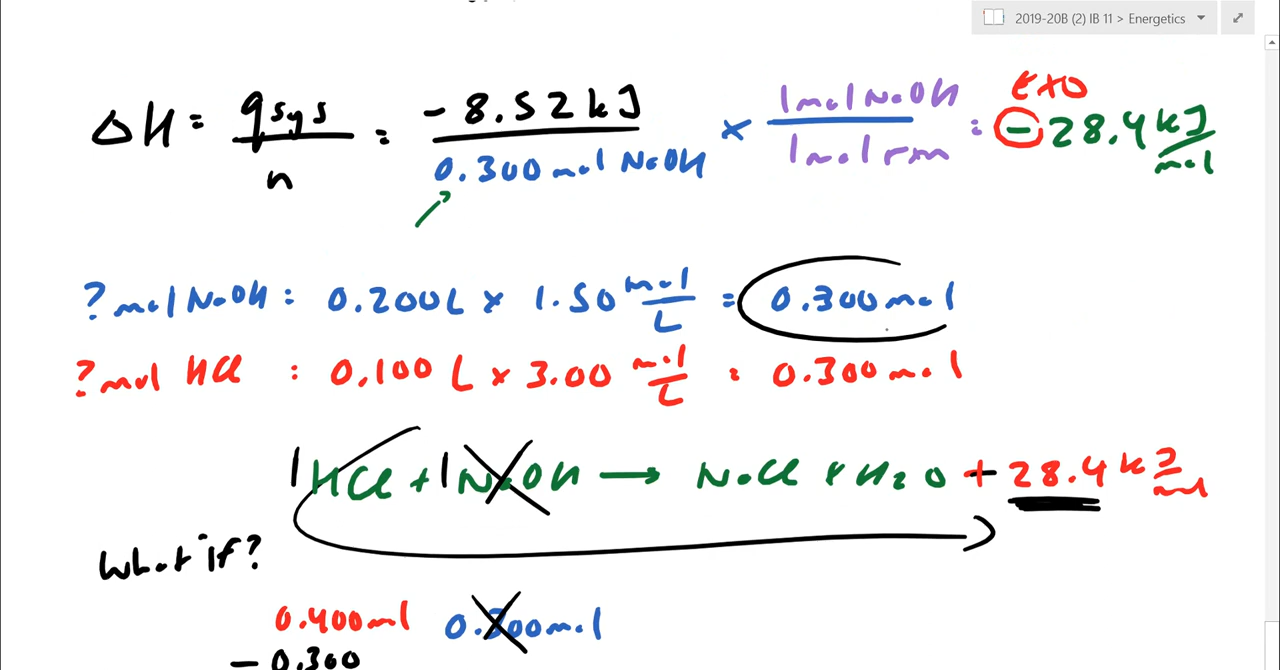 2019-20B (2) IB 11 > Energetics
ΔH = qsys / n = -8.52 kJ / 0.300 mol NaOH × 1 mol NaOH / 1 mol rxn = -28.4 kJ/mol
exo
? mol NaOH : 0.200 L × 1.50 mol/L = 0.300 mol
? mol HCl : 0.100 L × 3.00 mol/L = 0.300 mol
1 HCl + 1 NaOH → NaCl + H2O + 28.4 kJ/mol
What if?
0.400 mol
- 0.300